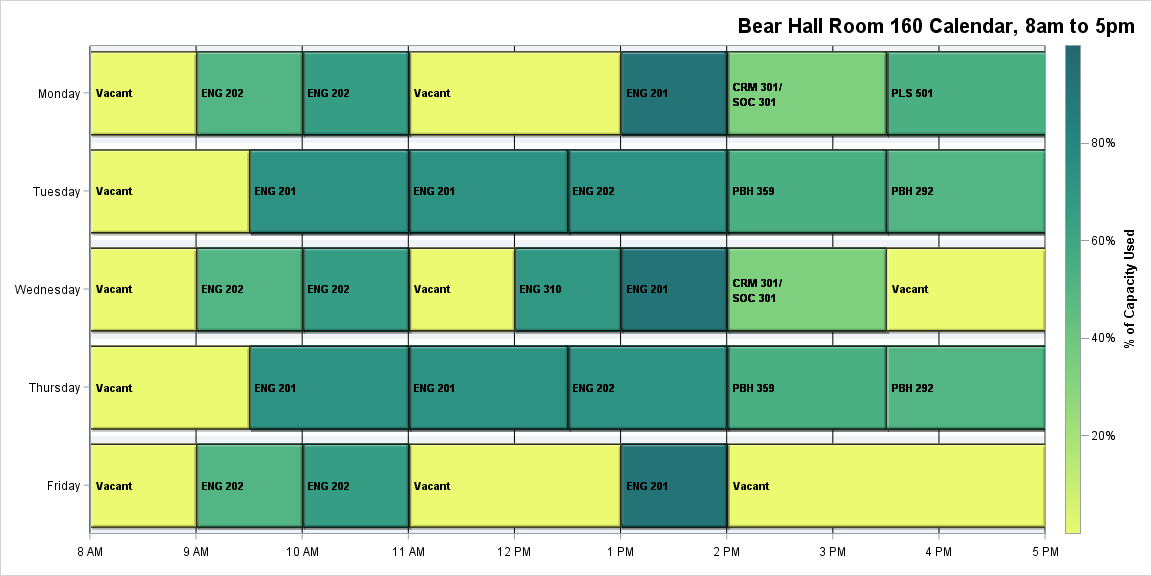 Bear Hall Room 160 Calendar, 8am to 5pm
Monday
Vacant
ENG 202
ENG 202
Vacant
ENG 201
CRM 301/
SOC 301
PLS 501
Tuesday
Vacant
ENG 201
ENG 201
ENG 202
PBH 359
PBH 292
Wednesday
Vacant
ENG 202
ENG 202
Vacant
ENG 310
ENG 201
CRM 301/
SOC 301
Vacant
Thursday
Vacant
ENG 201
ENG 201
ENG 202
PBH 359
PBH 292
Friday
Vacant
ENG 202
ENG 202
Vacant
ENG 201
Vacant
8 AM
9 AM
10 AM
11 AM
12 PM
1 PM
2 PM
3 PM
4 PM
5 PM
80%
60%
40%
20%
% of Capacity Used